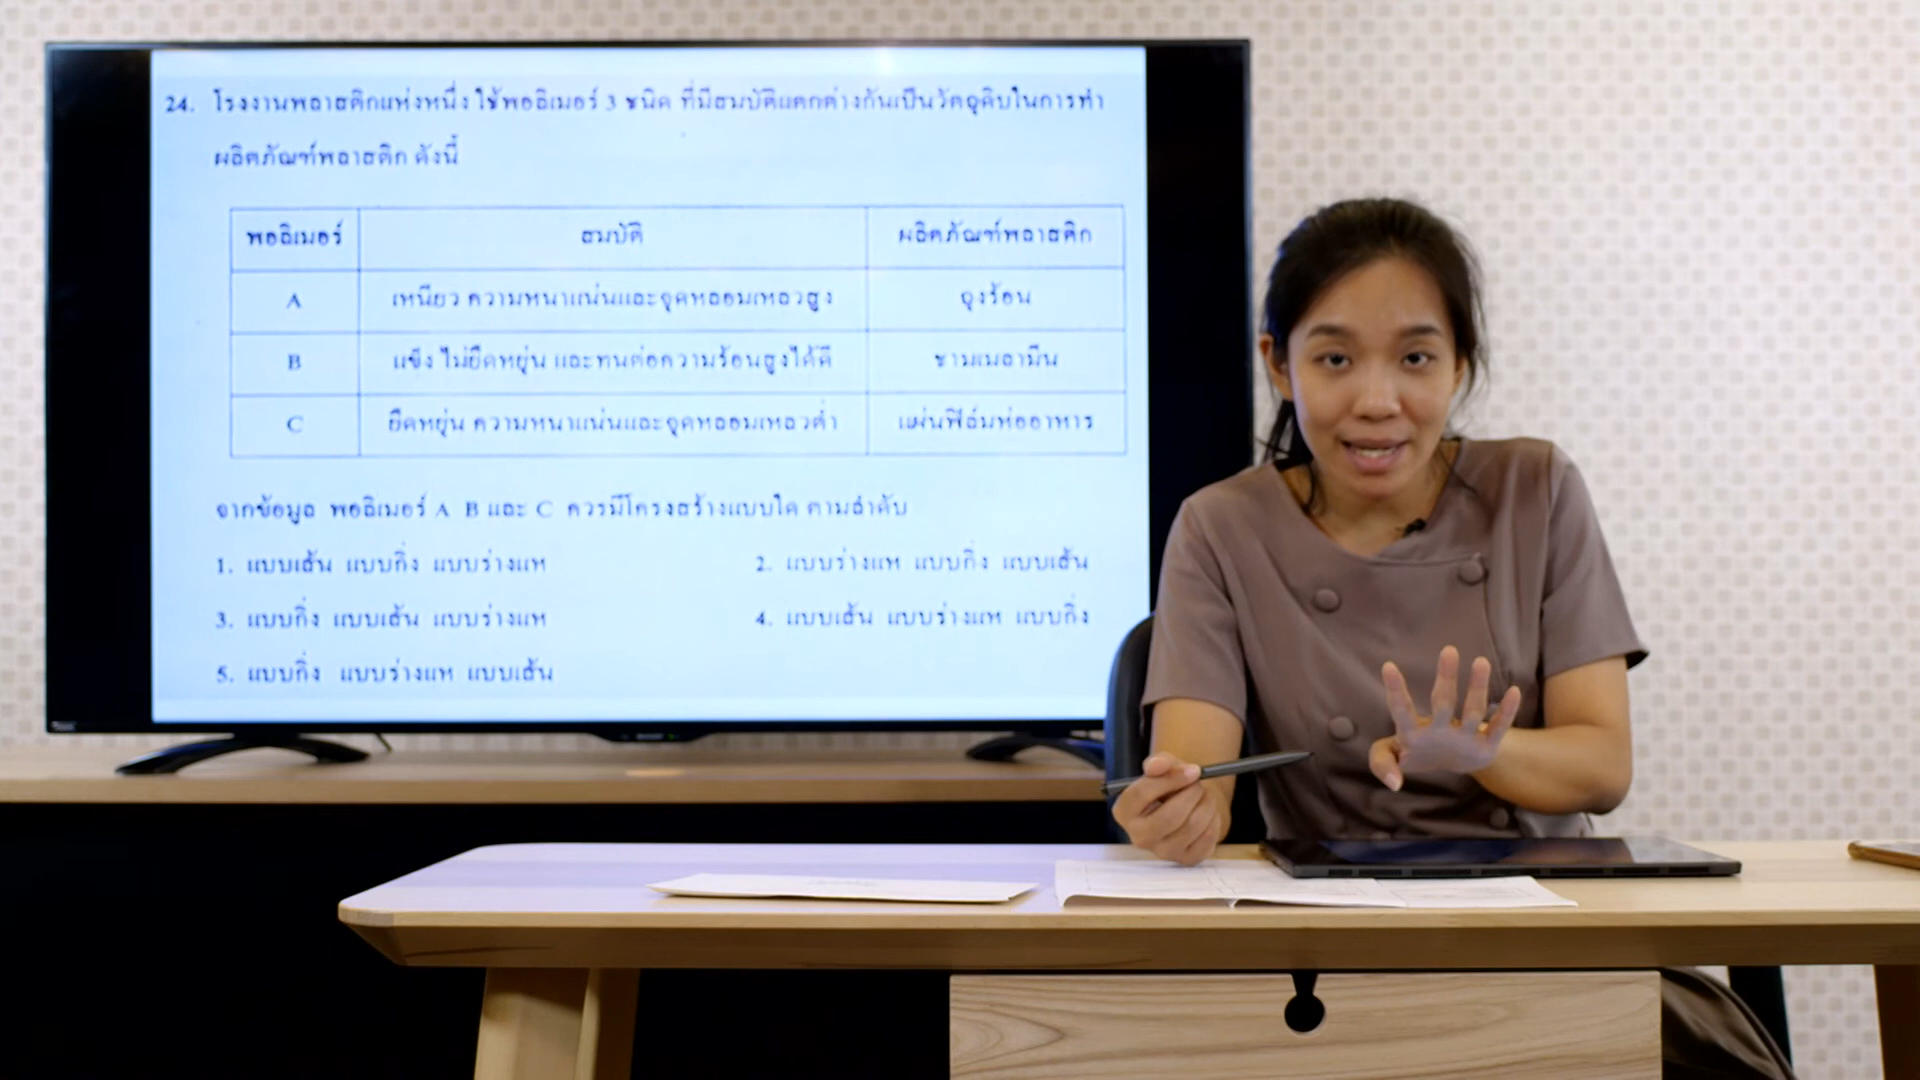 24. โรงงานพลาสติกแห่งหนึ่ง ใช้พอลิเมอร์ 3 ชนิด ที่มีสมบัติแตกต่างกันเป็นวัตถุดิบในการทำ
ผลิตภัณฑ์พลาสติก ดังนี้
พอลิเมอร์ สมบัติ ผลิตภัณฑ์พลาสติก
A เหนียว ความหนาแน่นและจุดหลอมเหลวสูง ถุงร้อน
B แข็ง ไม่ยืดหยุ่น และทนต่อความร้อนสูงได้ดี ชามเมลามีน
C ยืดหยุ่น ความหนาแน่นและจุดหลอมเหลวต่ำ แผ่นฟิล์มห่ออาหาร
จากข้อมูล พอลิเมอร์ A B และ C ควรมีโครงสร้างแบบใด ตามลำดับ
1. แบบเส้น แบบกิ่ง แบบร่างแห 2. แบบร่างแห แบบกิ่ง แบบเส้น
3. แบบกิ่ง แบบเส้น แบบร่างแห 4. แบบเส้น แบบร่างแห แบบกิ่ง
5. แบบกิ่ง แบบร่างแห แบบเส้น